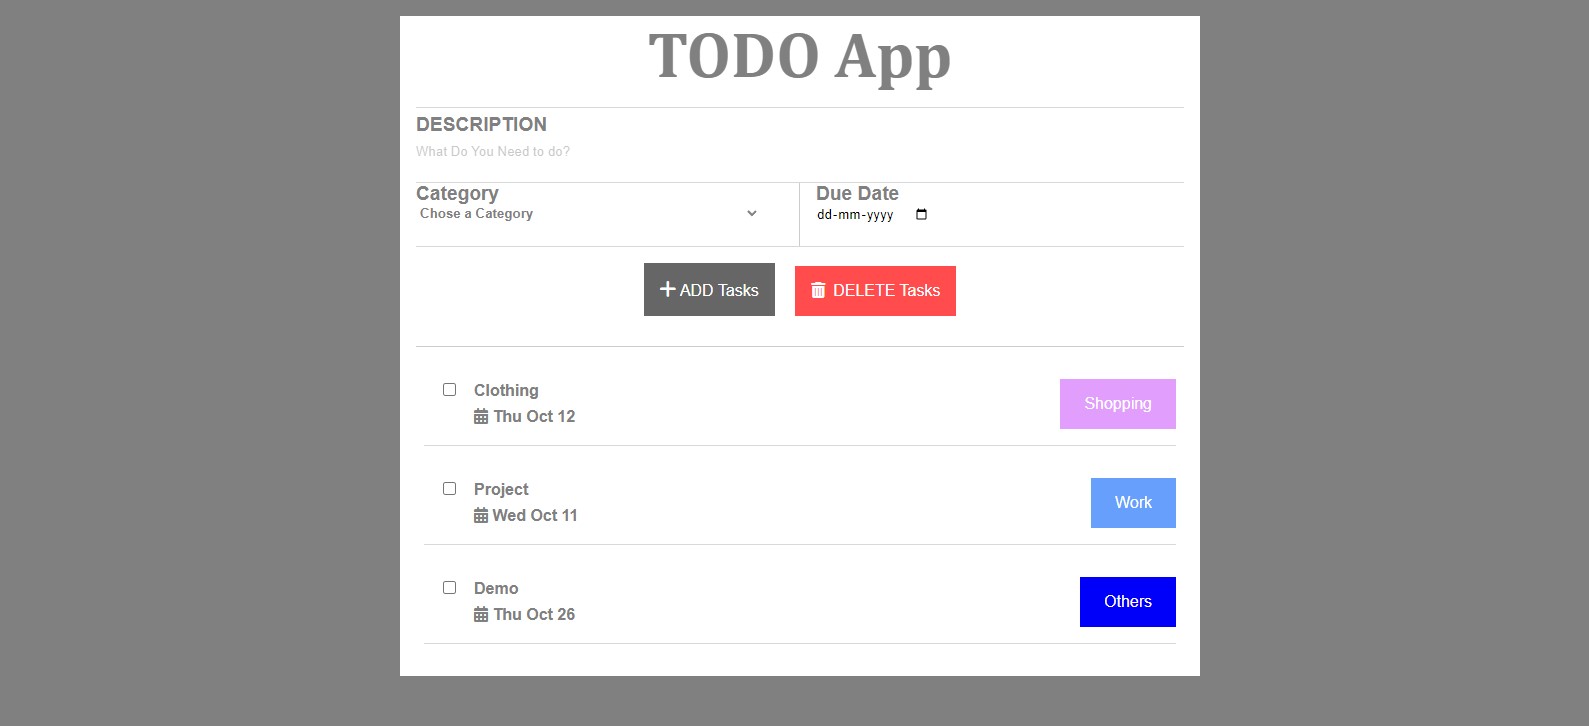 TODO App
DESCRIPTION
What Do You Need to do?
Category
Chose a Category
Due Date
dd-mm-yyyy
ADD Tasks
DELETE Tasks
Clothing
Thu Oct 12
Shopping
Project
Wed Oct 11
Work
Demo
Thu Oct 26
Others